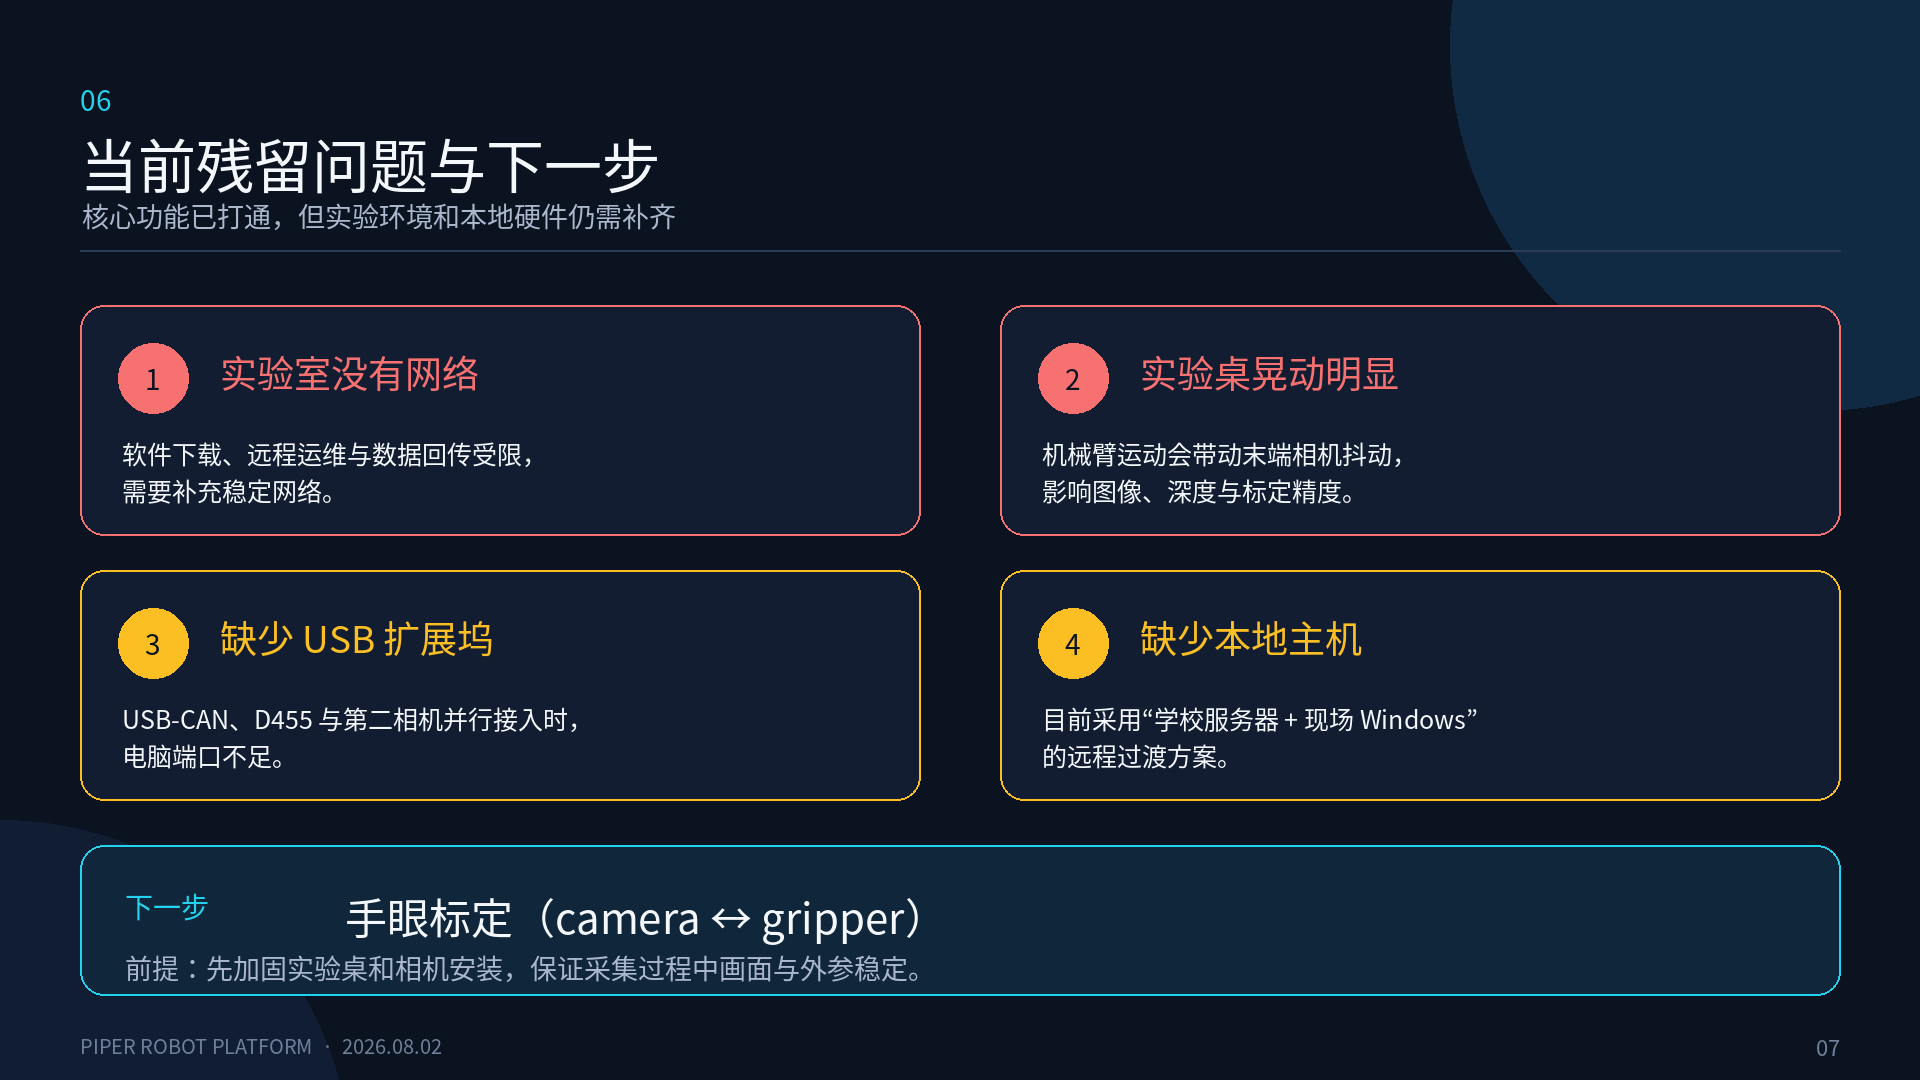 06
当前残留问题与下一步
核心功能已打通，但实验环境和本地硬件仍需补齐
1
实验室没有网络
软件下载、远程运维与数据回传受限，
需要补充稳定网络。
2
实验桌晃动明显
机械臂运动会带动末端相机抖动，
影响图像、深度与标定精度。
3
缺少 USB 扩展坞
USB-CAN、D455 与第二相机并行接入时，
电脑端口不足。
4
缺少本地主机
目前采用“学校服务器 + 现场 Windows”
的远程过渡方案。
下一步
手眼标定（camera ↔ gripper）
前提：先加固实验桌和相机安装，保证采集过程中画面与外参稳定。
PIPER ROBOT PLATFORM · 2026.08.02
07